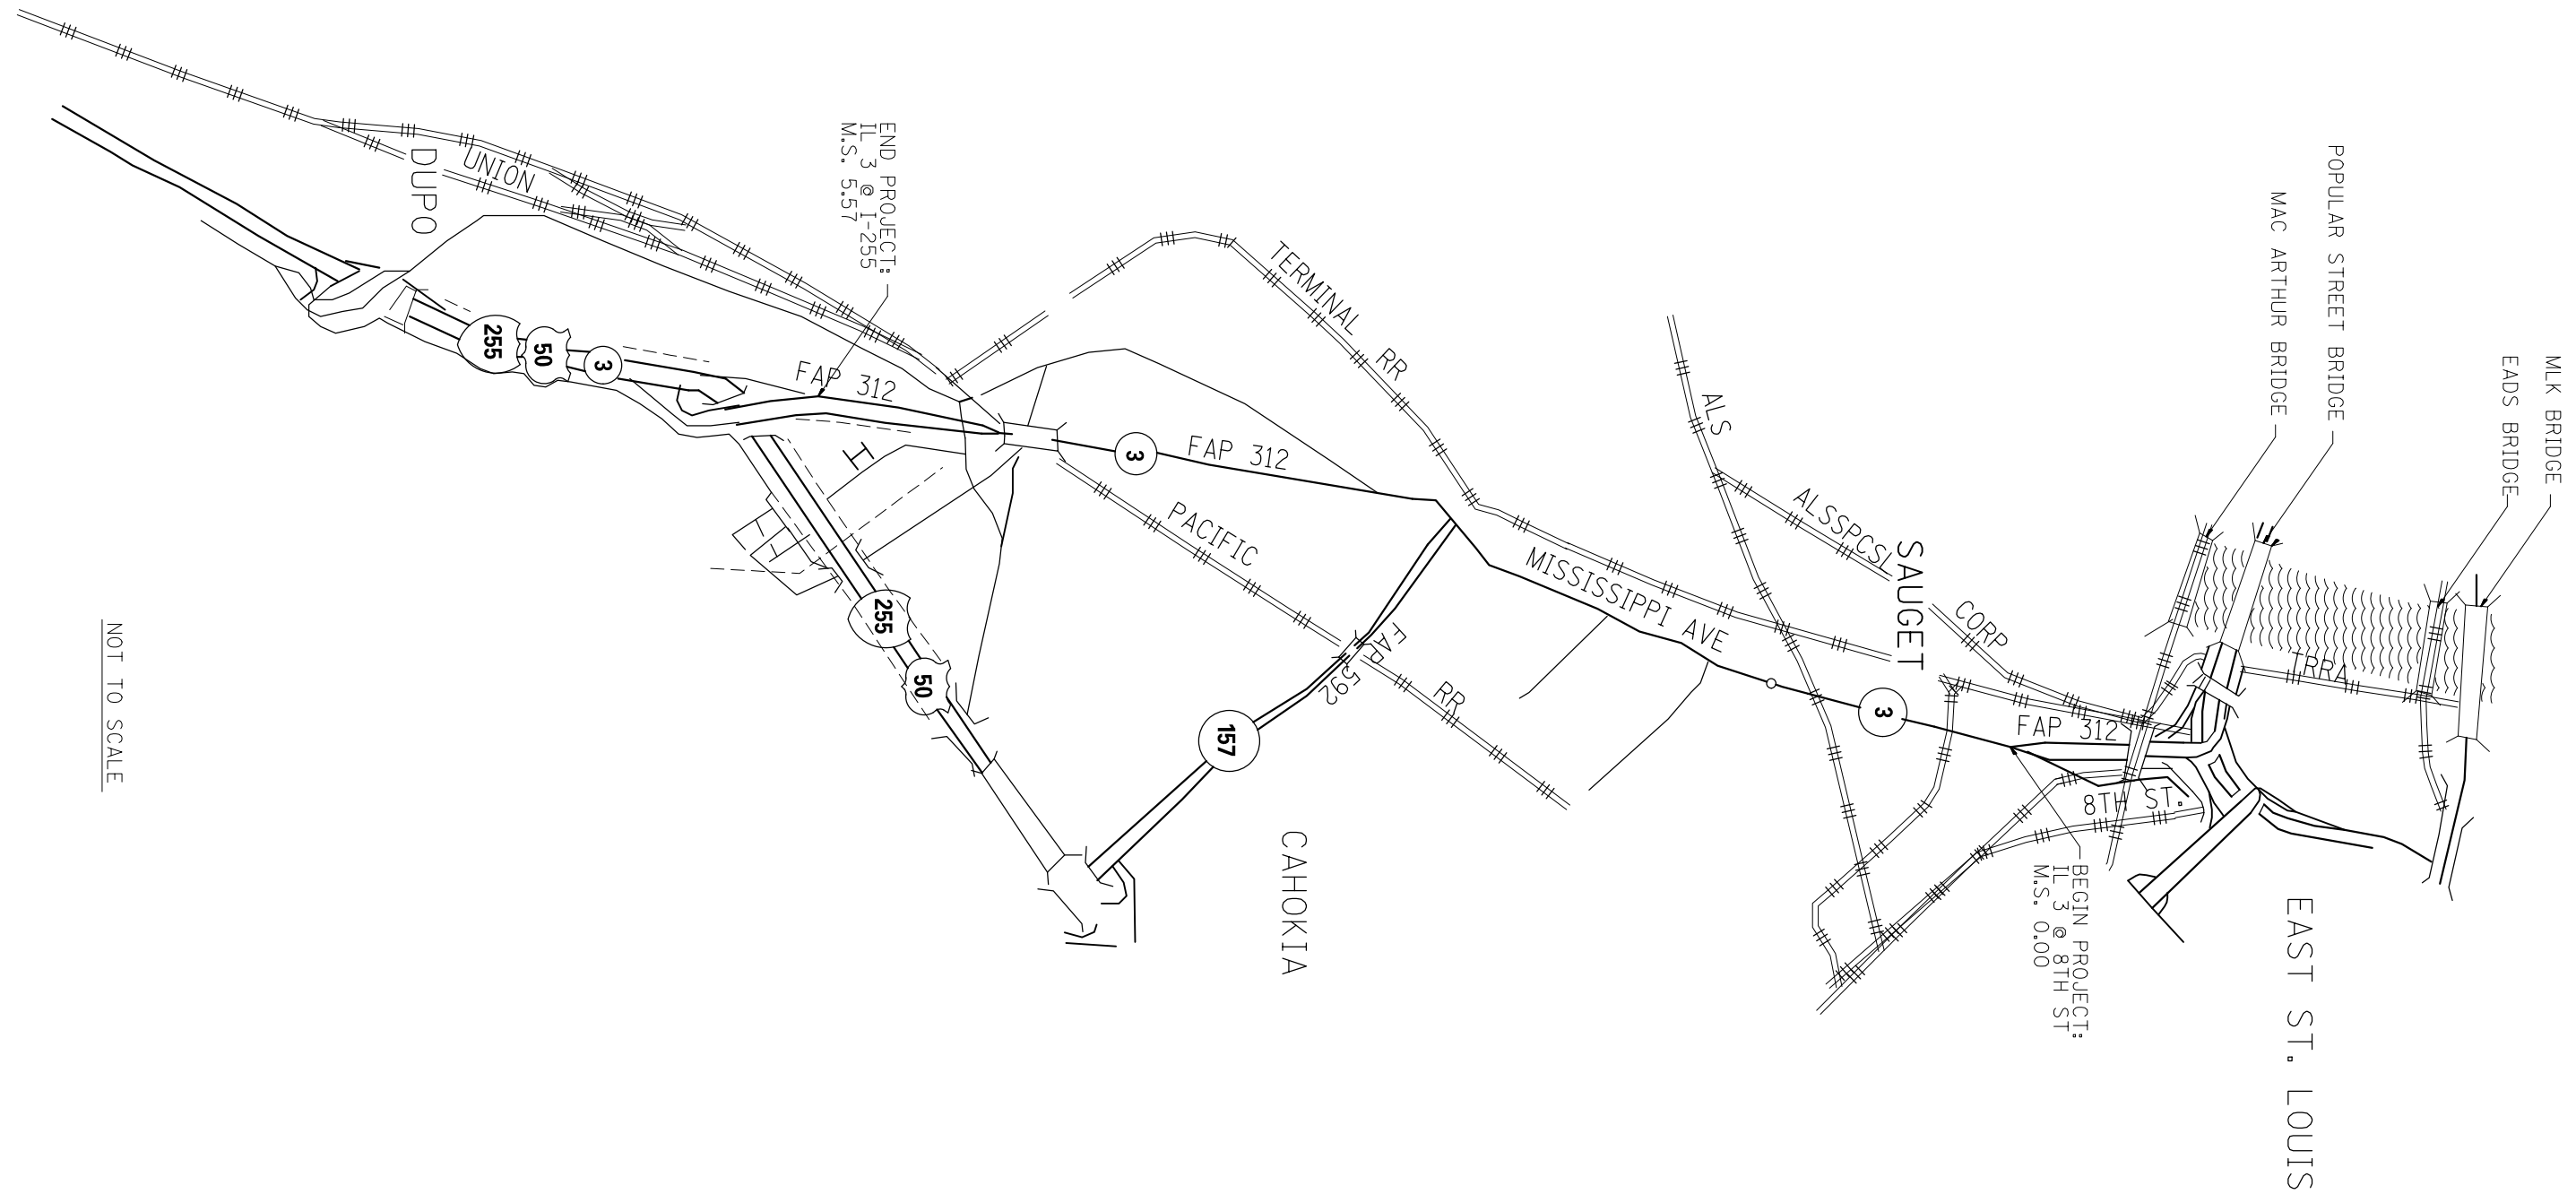 DUPO
UNION
END PROJECT:
IL 3 @ I-255
M.S. 5.57
255
50
3
FAP 312
TERMINAL
RR
3
FAP 312
PACIFIC
RR
255
50
157
FAP 592
CAHOKIA
MISSISSIPPI AVE
ALS
ALSSPCSL
CORP
SAUGET
3
FAP 312
8TH ST.
BEGIN PROJECT:
IL 3 @ 8TH ST
M.S. 0.00
MAC ARTHUR BRIDGE
POPULAR STREET BRIDGE
EADS BRIDGE
MLK BRIDGE
TRRA
EAST ST. LOUIS
NOT TO SCALE